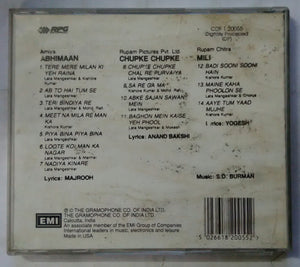 RPG
CDF 1.20055
Digitally Processed
Amiya
ABHIMAAN
1 TERE MERE MILAN KI
YEH RAINA
Lata Mangeshkar & Kishore
Kumar
2 AB TO HAI TUM SE
Lata Mangeshkar
3 TERI BINDIYA RE
Lata Mangeshkar & Mohd. Rafi
4 MEET NA MILA RE MAN
KA
Kishore Kumar
5 PIYA BINA PIYA BINA
Lata Mangeshkar
6 LOOTE KOI MAN KA
NAGAR
Lata Mangeshkar
7 NADIYA KINARE
Lata Mangeshkar
Lyrics: MAJROOH
Rupam Pictures Pvt. Ltd.
CHUPKE CHUPKE
8 CHUPKE CHUPKE
CHAL RE PURVAIYA
Lata Mangeshkar
9 SA RE GA MA
Kishore Kumar & Mohd. Rafi
10 ABKE SAJAN SAWAN
MEIN
Lata Mangeshkar
11 BAGHON MEIN KAISE
YEH PHOOL
Lata Mangeshkar & Mukesh
Lyrics: ANAND BAKSHI
Rupam Chitra
MILI
12 BADI SOONI SOONI
HAIN
Kishore Kumar
13 MAINE KAHA
PHOOLON SE
Lata Mangeshkar & Chorus
14 AAYE TUM YAAD
MUJHE
Kishore Kumar
Lyrics: YOGESH
Music: S.D. BURMAN
EMI
℗ THE GRAMOPHONE CO. OF INDIA LTD.
© THE GRAMOPHONE CO. OF INDIA LTD.
Calcutta, India
An associate member of the EMI Group of Companies
International leaders in music, electronics and leisure
Made in USA
5 026618 200552